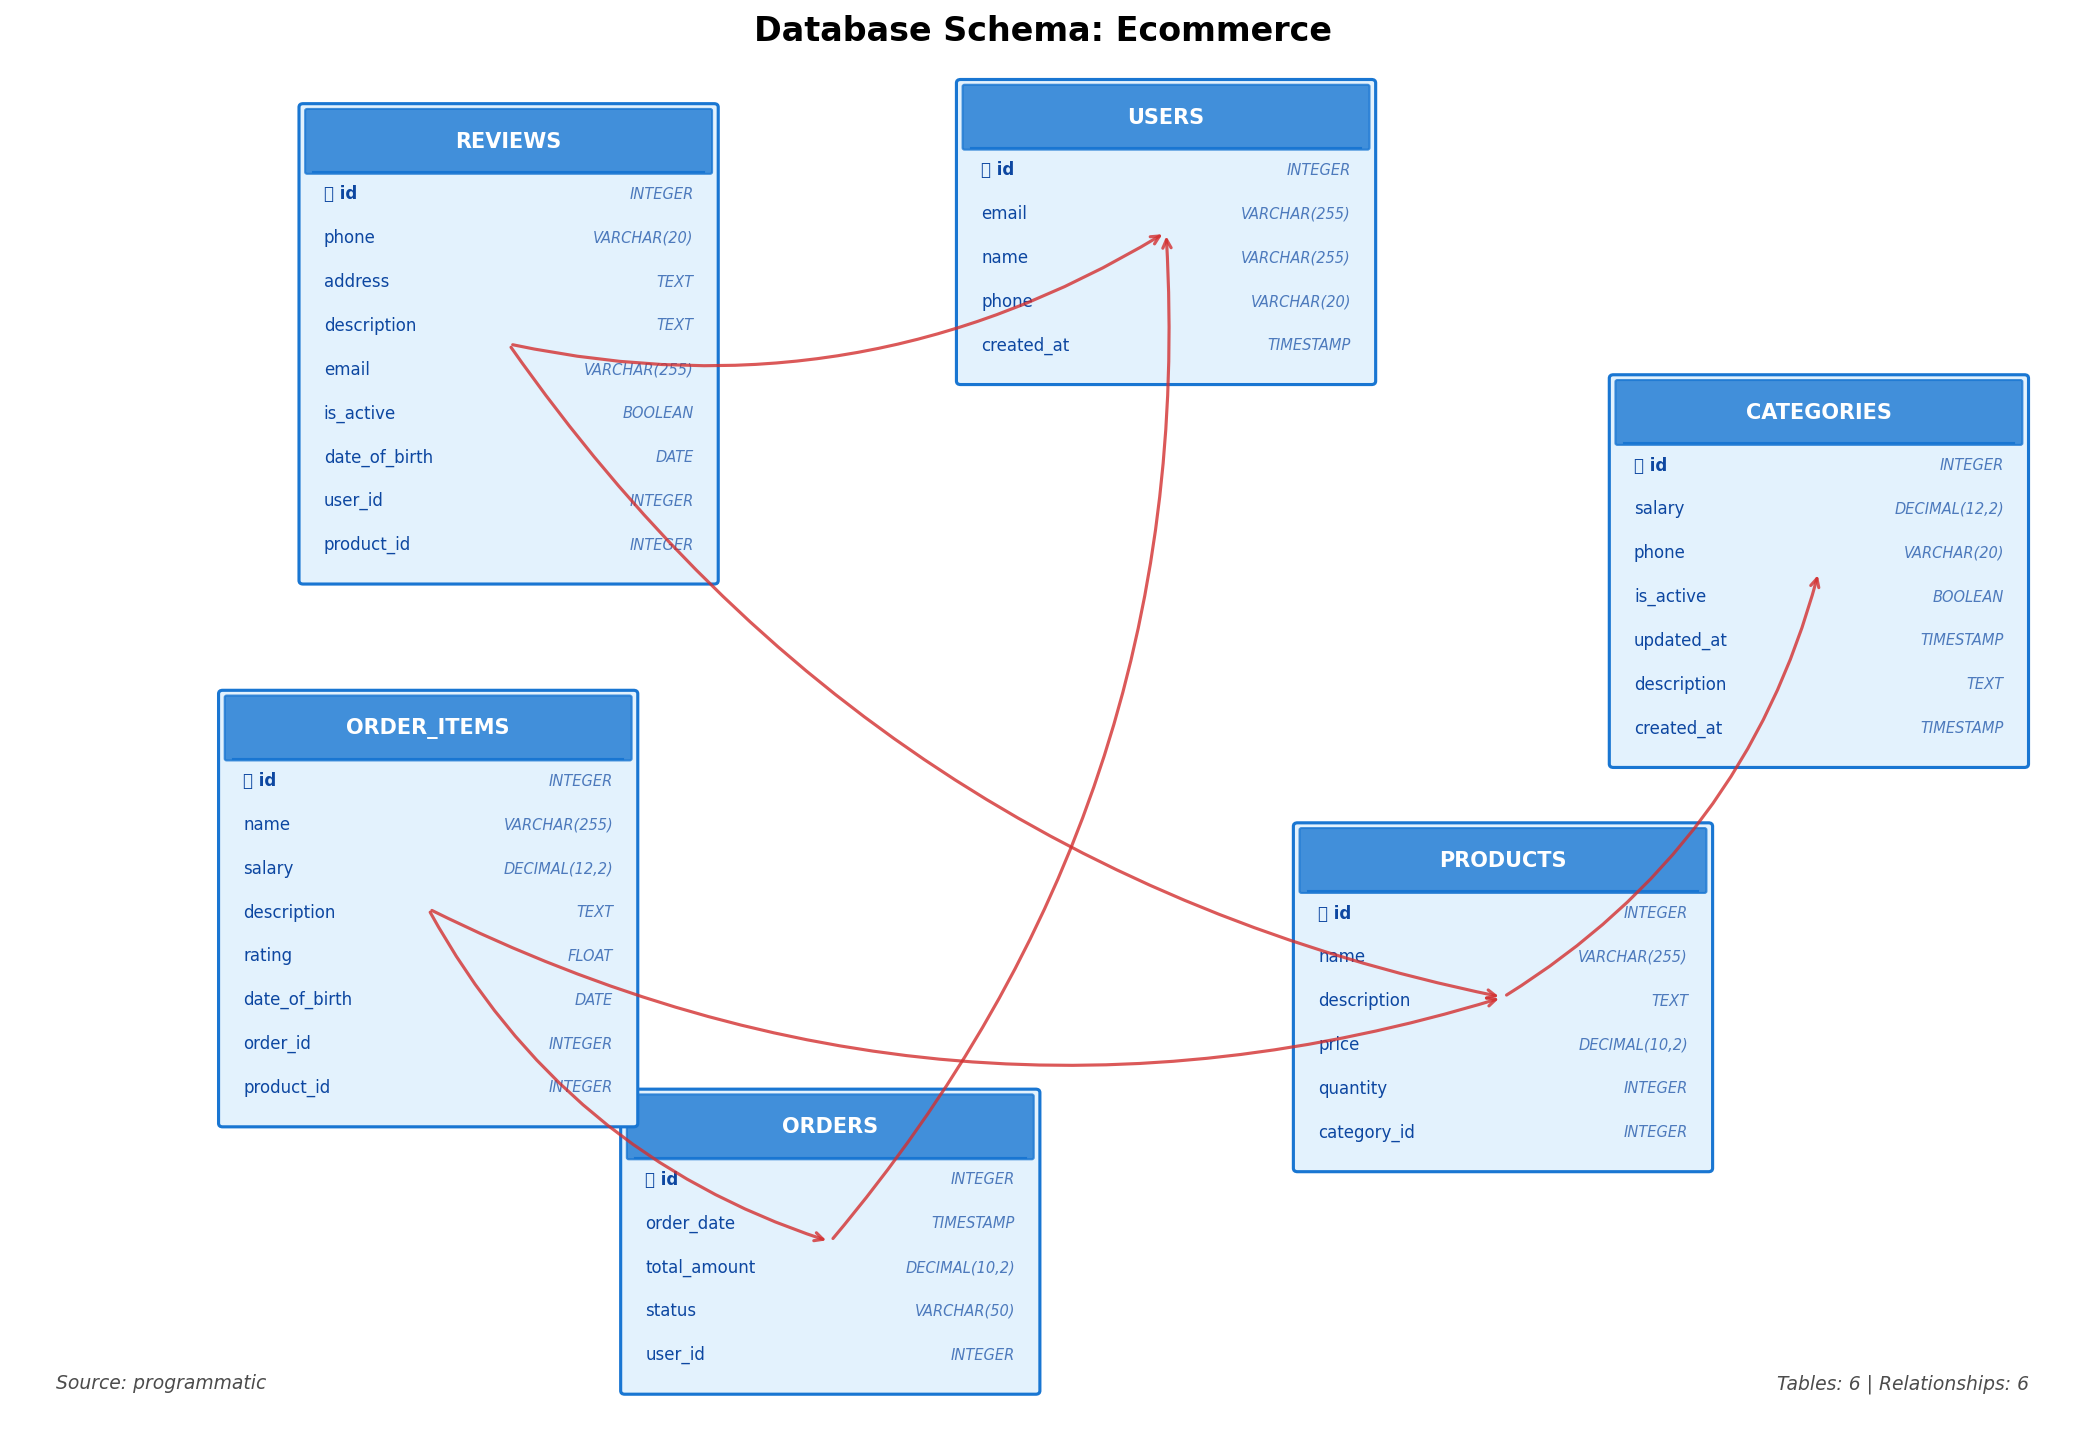 Database Schema: Ecommerce
REVIEWS
id INTEGER
phone VARCHAR(20)
address TEXT
description TEXT
email VARCHAR(255)
is_active BOOLEAN
date_of_birth DATE
user_id INTEGER
product_id INTEGER
USERS
id INTEGER
email VARCHAR(255)
name VARCHAR(255)
phone VARCHAR(20)
created_at TIMESTAMP
CATEGORIES
id INTEGER
salary DECIMAL(12,2)
phone VARCHAR(20)
is_active BOOLEAN
updated_at TIMESTAMP
description TEXT
created_at TIMESTAMP
ORDER_ITEMS
id INTEGER
name VARCHAR(255)
salary DECIMAL(12,2)
description TEXT
rating FLOAT
date_of_birth DATE
order_id INTEGER
product_id INTEGER
PRODUCTS
id INTEGER
name VARCHAR(255)
description TEXT
price DECIMAL(10,2)
quantity INTEGER
category_id INTEGER
ORDERS
id INTEGER
order_date TIMESTAMP
total_amount DECIMAL(10,2)
status VARCHAR(50)
user_id INTEGER
Source: programmatic
Tables: 6 | Relationships: 6